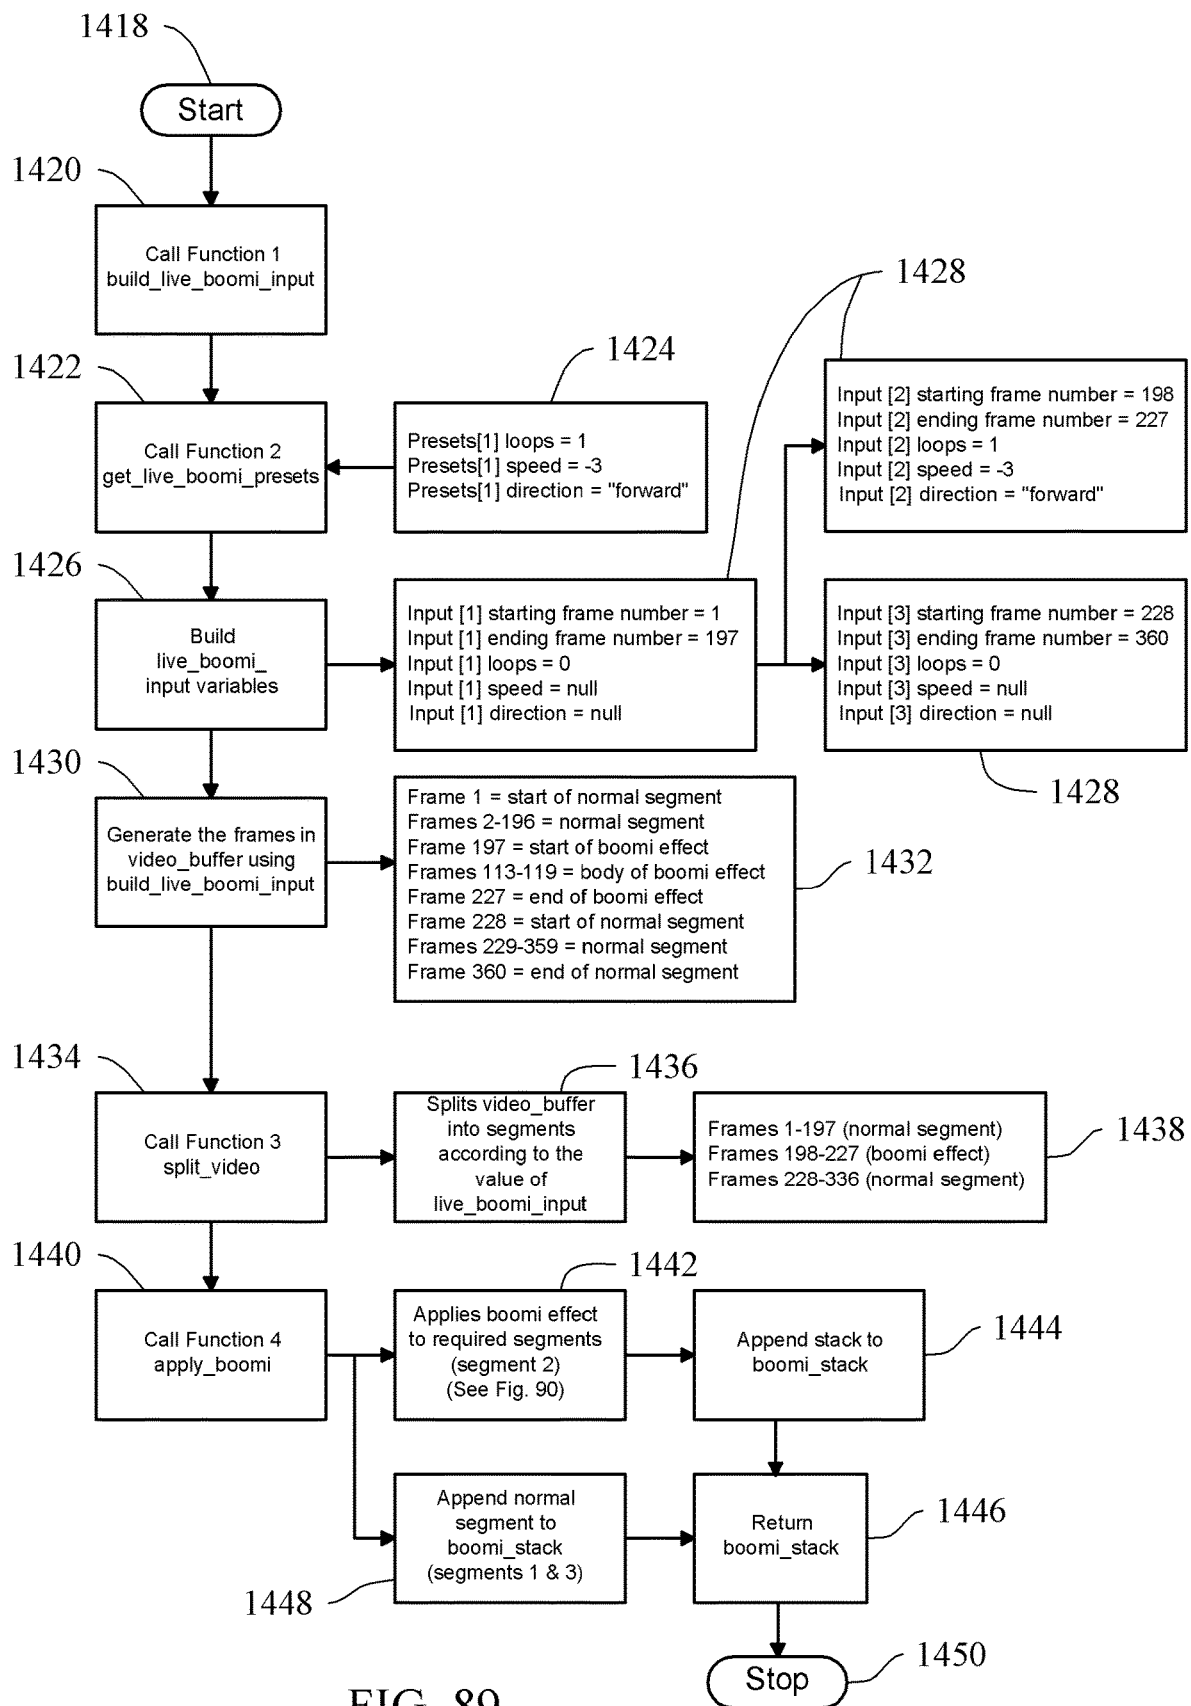 1418
Start
1420
Call Function 1
build_live_boomi_input
1422
Call Function 2
get_live_boomi_presets
1424
Presets[1] loops = 1
Presets[1] speed = -3
Presets[1] direction = "forward"
1428
Input [2] starting frame number = 198
Input [2] ending frame number = 227
Input [2] loops = 1
Input [2] speed = -3
Input [2] direction = "forward"
1426
Build
live_boomi_
input variables
Input [1] starting frame number = 1
Input [1] ending frame number = 197
Input [1] loops = 0
Input [1] speed = null
Input [1] direction = null
Input [3] starting frame number = 228
Input [3] ending frame number = 360
Input [3] loops = 0
Input [3] speed = null
Input [3] direction = null
1428
1430
Generate the frames in
video_buffer using
build_live_boomi_input
Frame 1 = start of normal segment
Frames 2-196 = normal segment
Frame 197 = start of boomi effect
Frames 113-119 = body of boomi effect
Frame 227 = end of boomi effect
Frame 228 = start of normal segment
Frames 229-359 = normal segment
Frame 360 = end of normal segment
1432
1434
Call Function 3
split_video
1436
Splits video_buffer
into segments
according to the
value of
live_boomi_input
Frames 1-197 (normal segment)
Frames 198-227 (boomi effect)
Frames 228-336 (normal segment)
1438
1440
Call Function 4
apply_boomi
1442
Applies boomi effect
to required segments
(segment 2)
(See Fig. 90)
Append stack to
boomi_stack
1444
Append normal
segment to
boomi_stack
(segments 1 & 3)
1448
Return
boomi_stack
1446
Stop
1450
FIG. 89